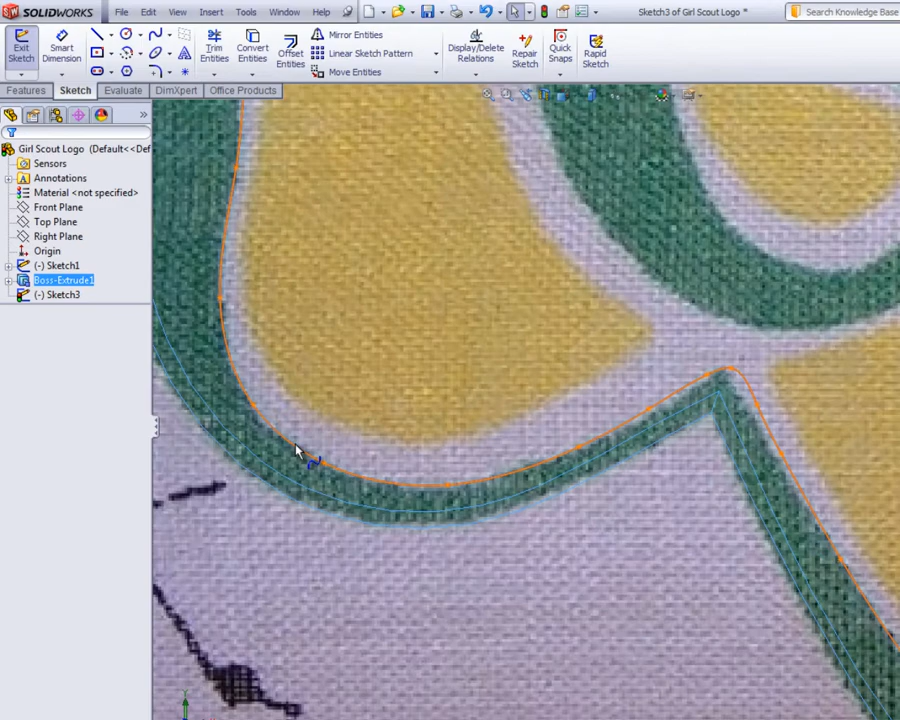 SOLIDWORKS File Edit View Insert Tools Window Help Sketch3 of Girl Scout Logo * Search Knowledge Base
Exit Sketch Smart Dimension Trim Entities Convert Entities Offset Entities Mirror Entities Linear Sketch Pattern Move Entities Display/Delete Relations Repair Sketch Quick Snaps Rapid Sketch
Features Sketch Evaluate DimXpert Office Products
Girl Scout Logo (Default<<Def
Sensors
Annotations
Material <not specified>
Front Plane
Top Plane
Right Plane
Origin
(-) Sketch1
Boss-Extrude1
(-) Sketch3